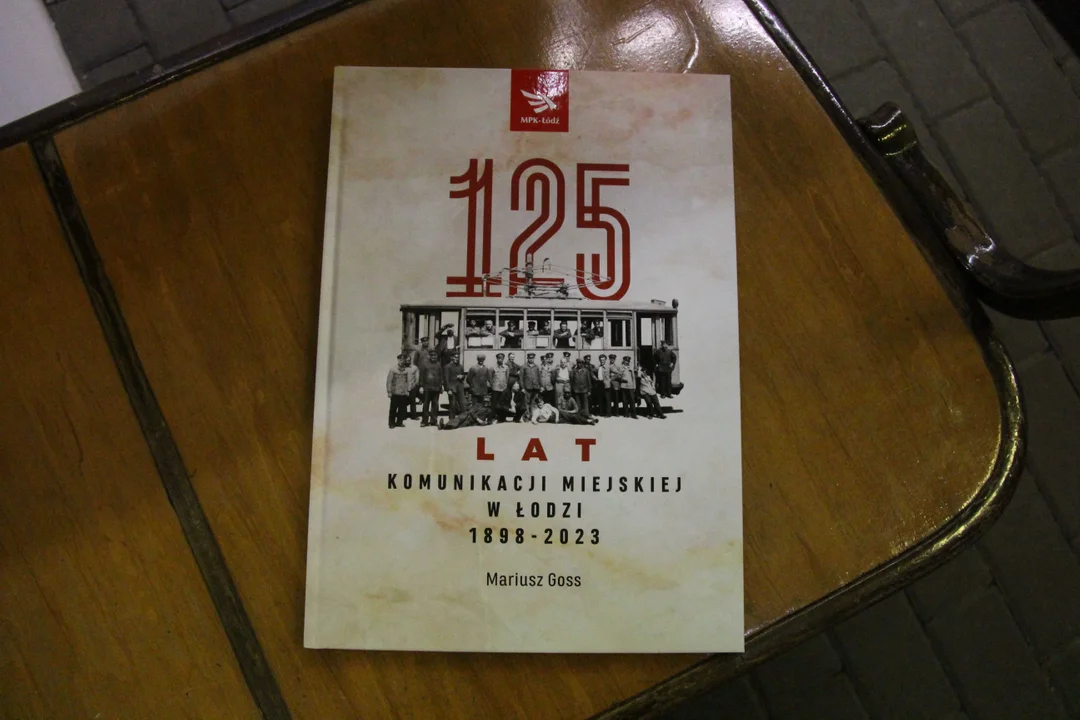 MPK-Łódź
125
LAT
KOMUNIKACJI MIEJSKIEJ
W ŁODZI
1898-2023
Mariusz Goss